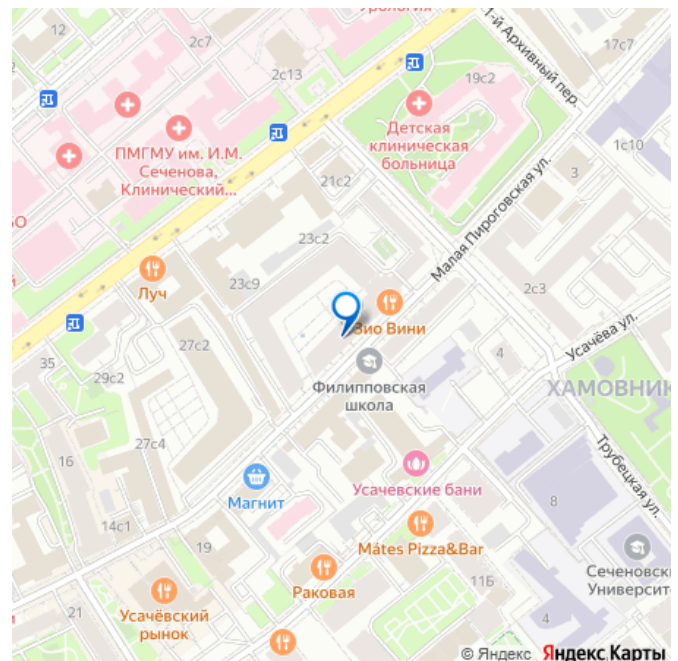 Урология
12
2с7
2с13
1-й Архивный пер.
17с7
19с2
Детская
клиническая
больница
1с10
3
ПМГМУ им. И.М.
Сеченова,
Клинический...
21с2
Малая Пироговская ул.
23с2
Луч
23с9
2с3
Зио Вини
Усачёва ул.
27с2
35
29с2
4
Филипповская
школа
ХАМОВНИК
27с4
16
Трубецкая ул.
Усачевские бани
Магнит
14с1
8
19
Mátes Pizza&Bar
Сеченовски
Университ
Раковая
11Б
21
Усачёвский
рынок
4
© Яндекс Яндекс Карты